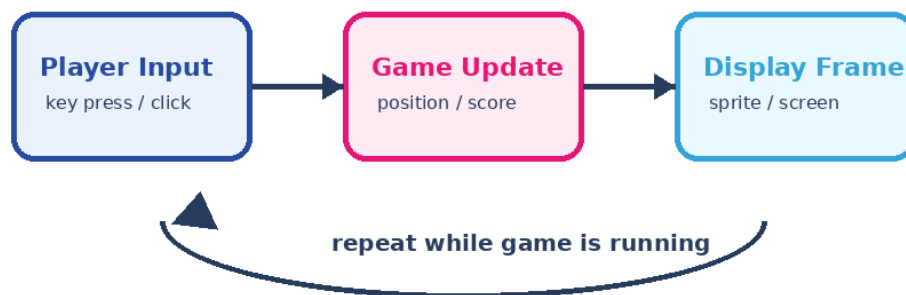 Player Input
key press / click
Game Update
position / score
Display Frame
sprite / screen
repeat while game is running